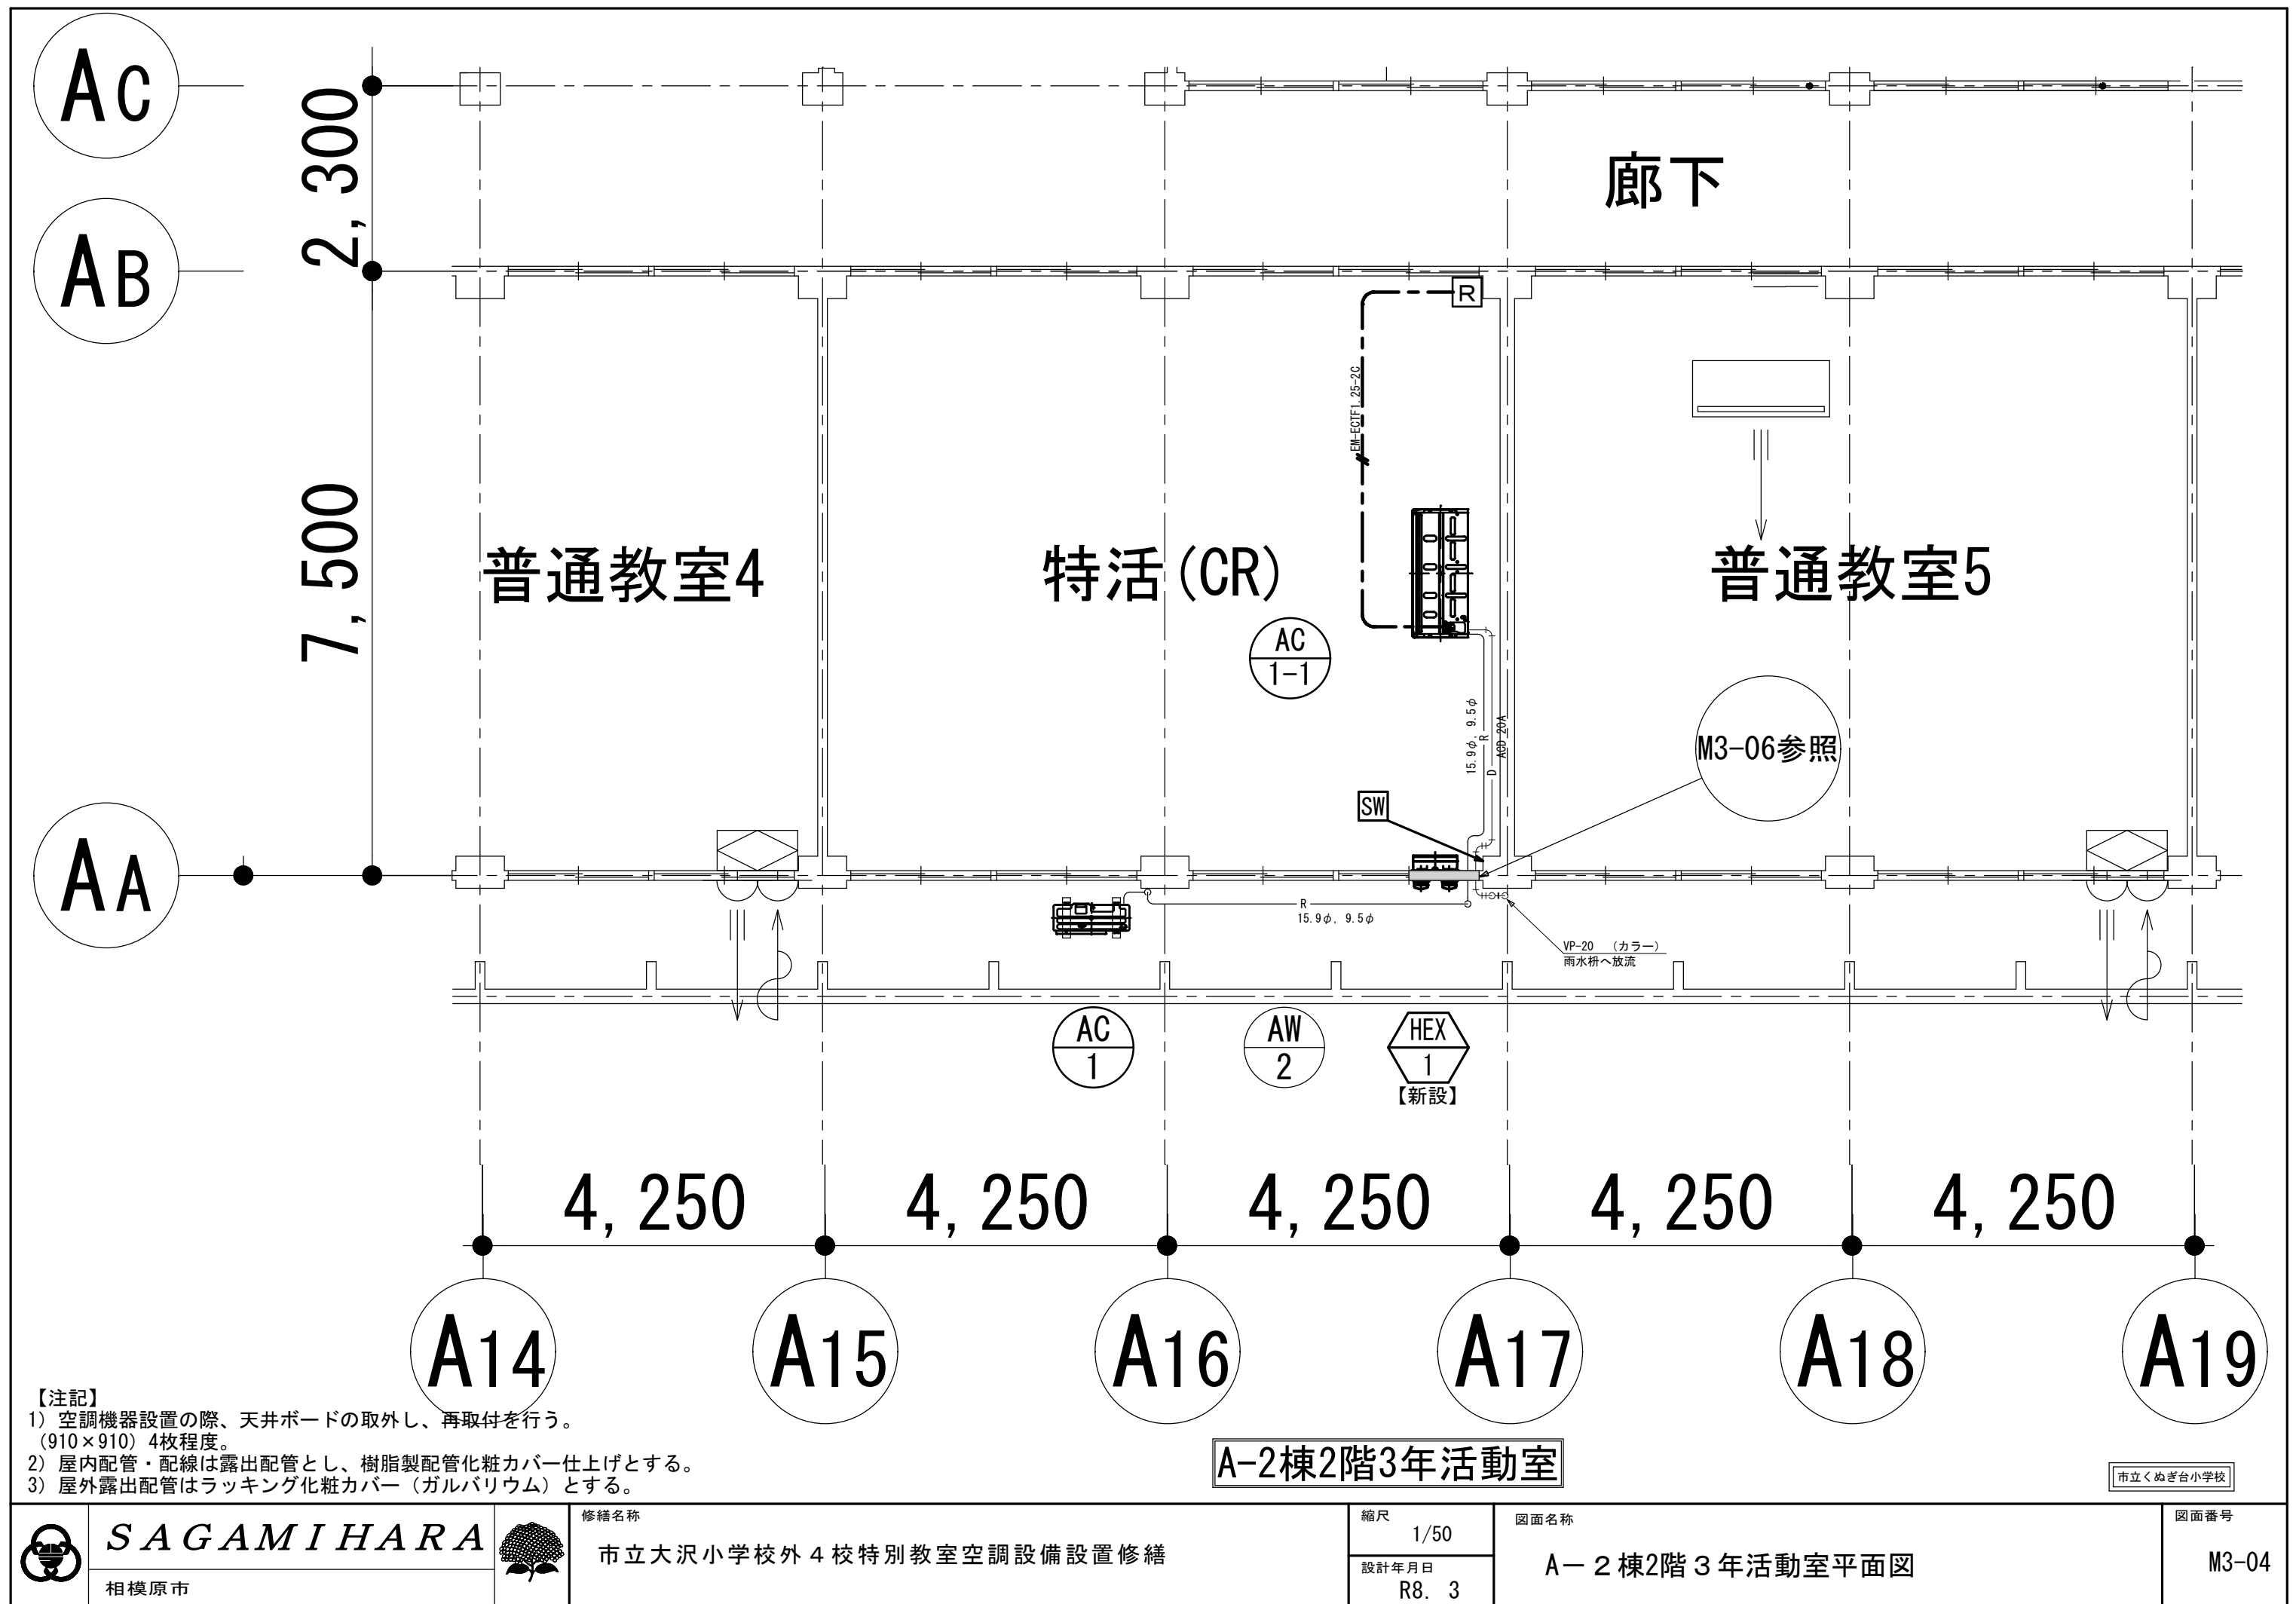 AC
2,300
廊下
AB
R
EM-ECTF1.25-2C
7,500
普通教室4
特活(CR)
普通教室5
AC
1-1
15.9φ, 9.5φ
R
D
ACD 20A
M3-06参照
SW
AA
R
15.9φ, 9.5φ
VP-20 (カラー)
雨水枡へ放流
AC
1
AW
2
HEX
1
【新設】
4,250
4,250
4,250
4,250
4,250
A14
A15
A16
A17
A18
A19
【注記】
1) 空調機器設置の際、天井ボードの取外し、再取付を行う。
(910×910) 4枚程度。
2) 屋内配管・配線は露出配管とし、樹脂製配管化粧カバー仕上げとする。
3) 屋外露出配管はラッキング化粧カバー(ガルバリウム)とする。
A-2棟2階3年活動室
市立くぬぎ台小学校
SAGAMIHARA
相模原市
修繕名称
市立大沢小学校外4校特別教室空調設備設置修繕
縮尺
1/50
設計年月日
R8. 3
図面名称
A-2棟2階3年活動室平面図
図面番号
M3-04